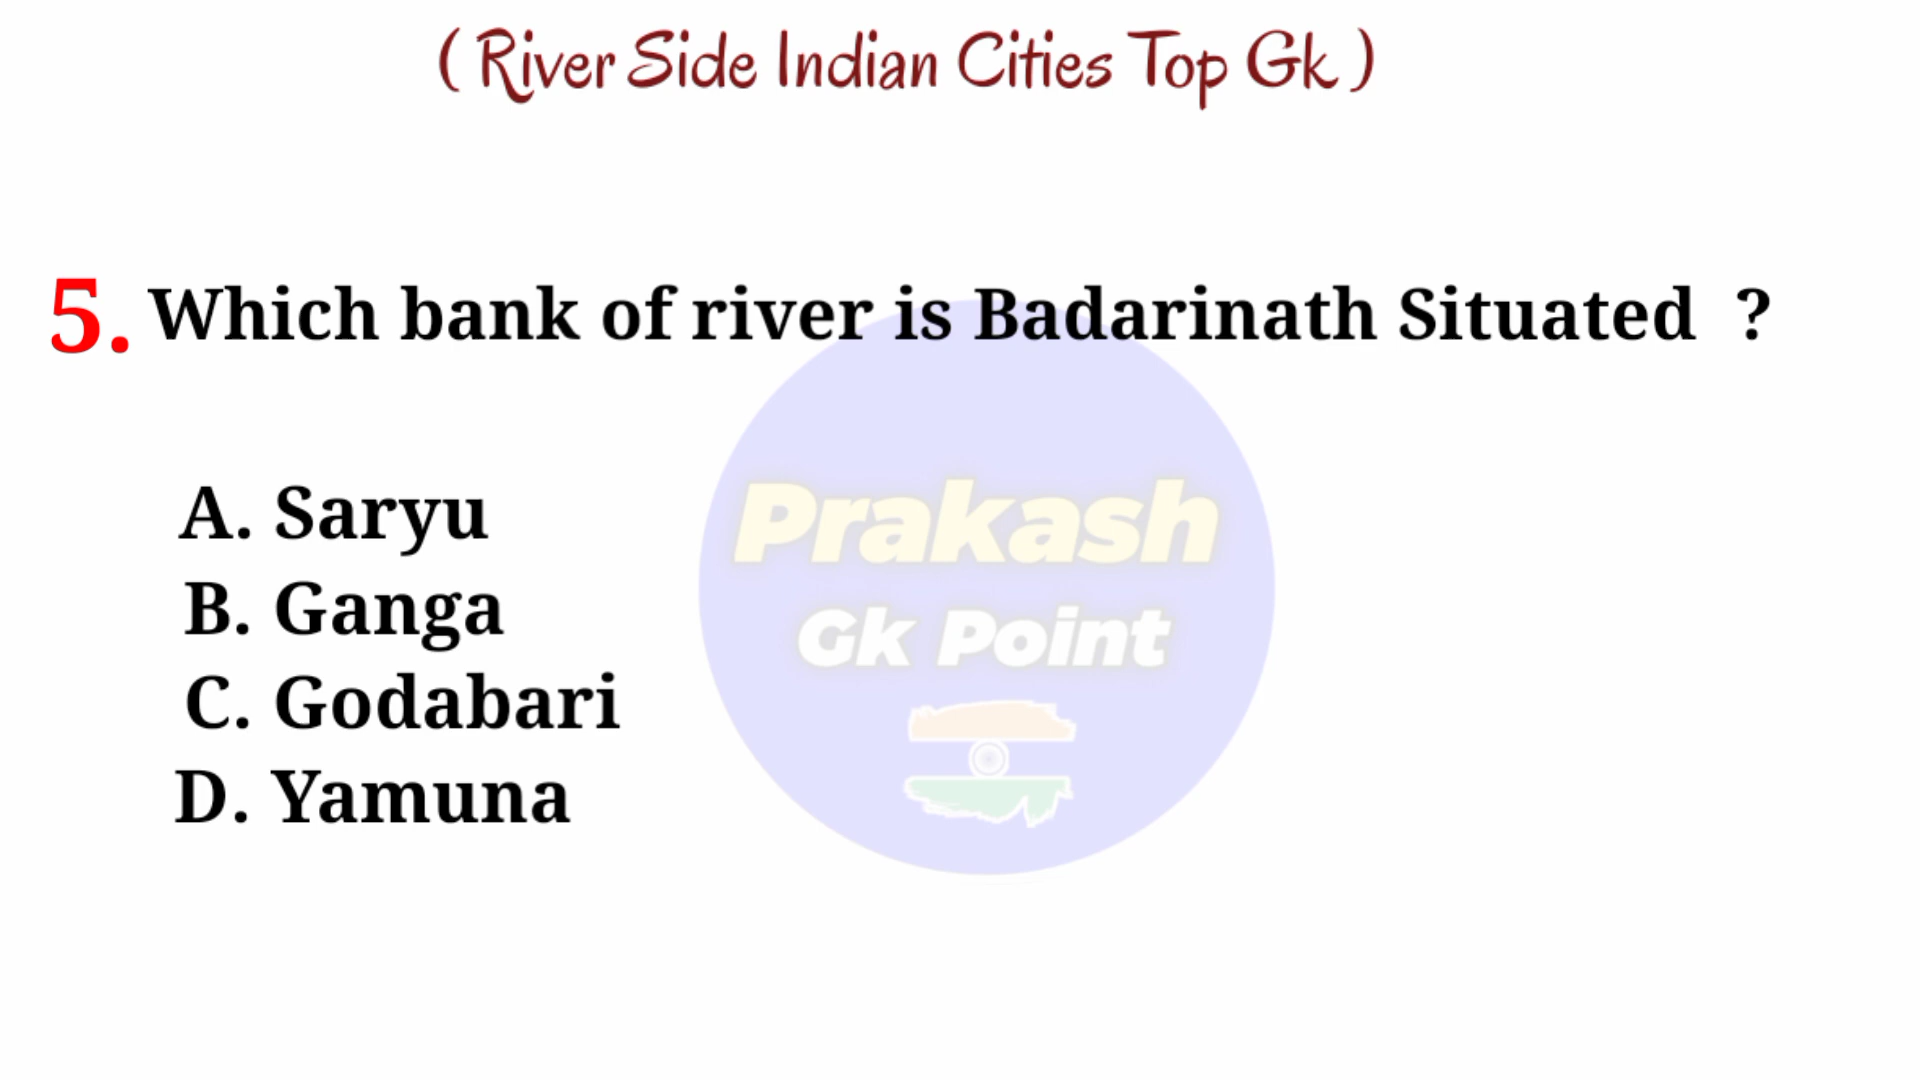 ( River Side Indian Cities Top Gk )
5. Which bank of river is Badarinath Situated ?
A. Saryu
B. Ganga
C. Godabari
D. Yamuna
Prakash
Gk Point